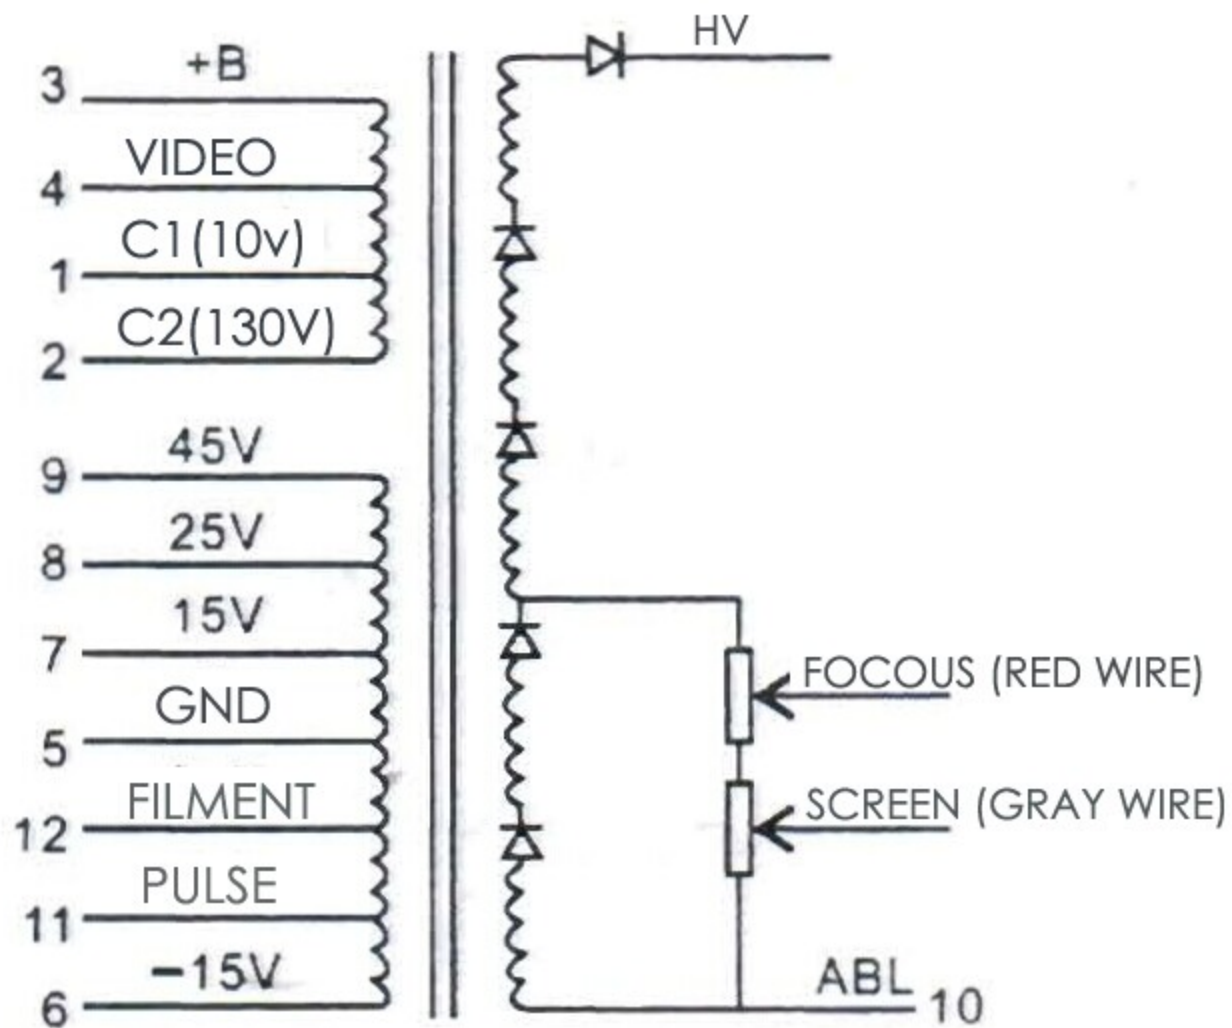 HV
3 +B
4 VIDEO
1 C1(10v)
2 C2(130V)
9 45V
8 25V
7 15V
5 GND
FOCOUS (RED WIRE)
12 FILMENT
SCREEN (GRAY WIRE)
11 PULSE
6 -15V
ABL 10